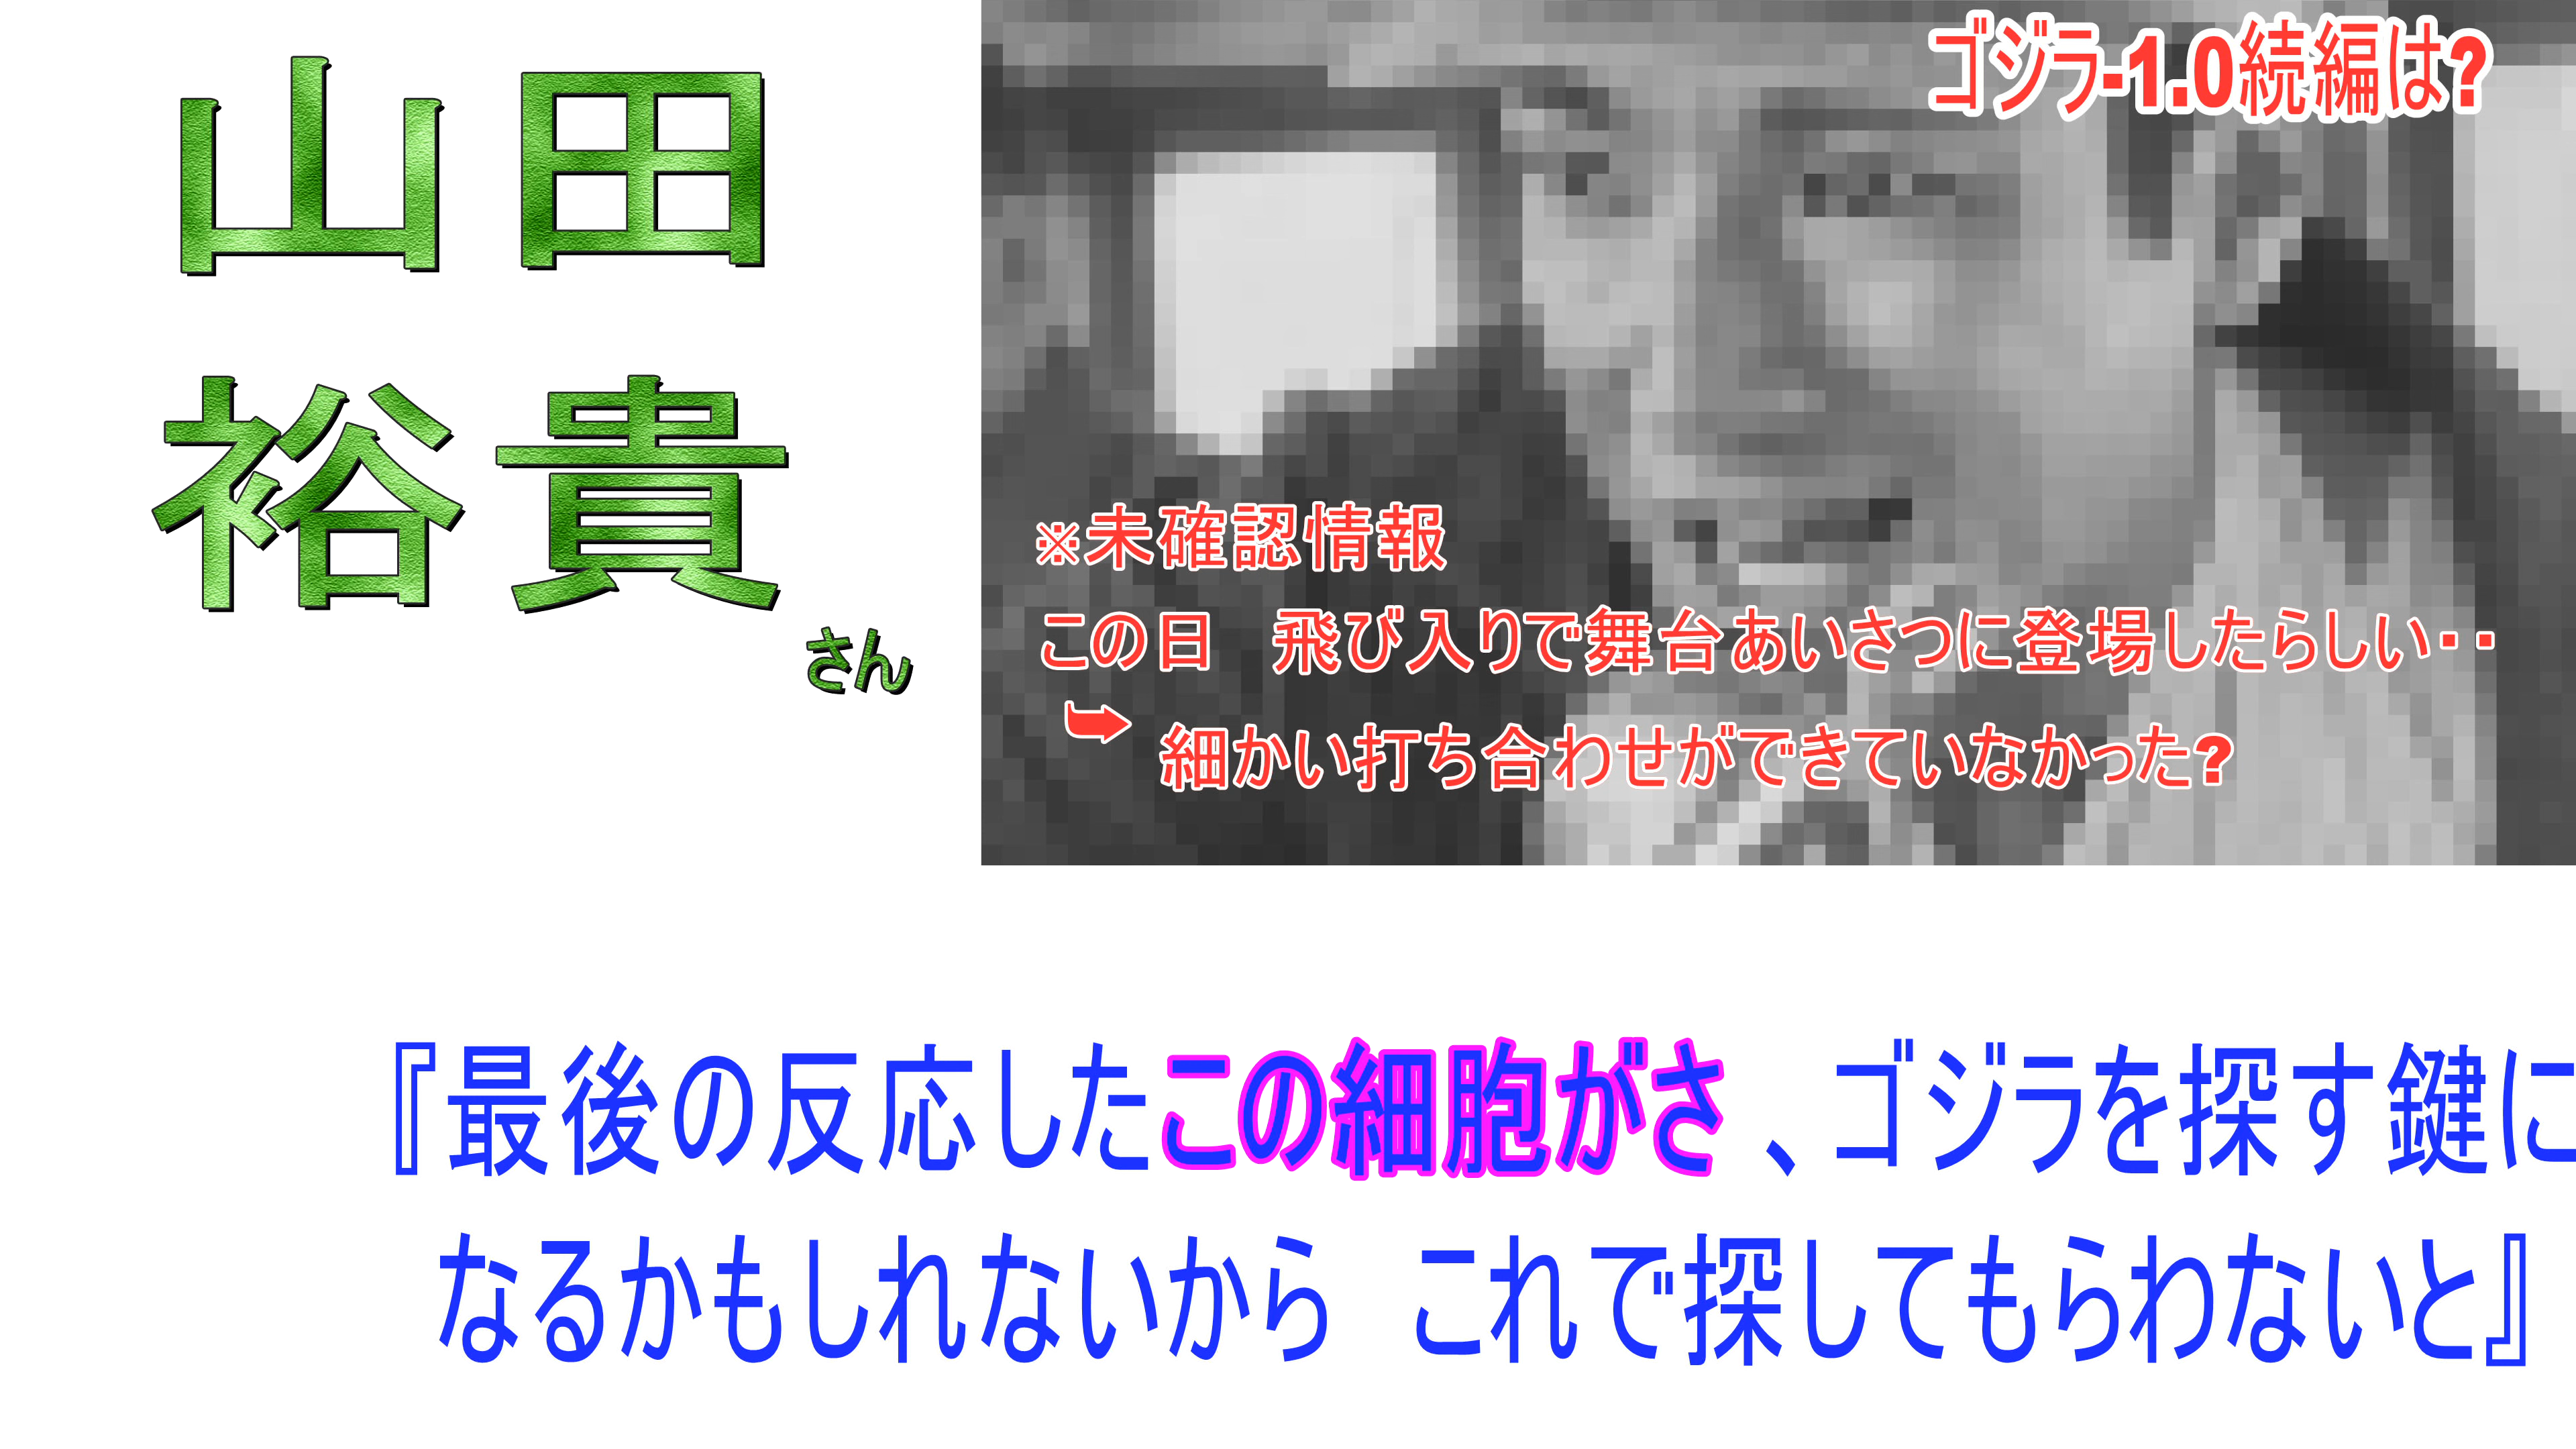 山田
裕貴
さん
ゴジラ-1.0続編は?
※未確認情報
この日　飛び入りで舞台あいさつに登場したらしい・・
➥細かい打ち合わせができていなかった?
『最後の反応したこの細胞がさ、ゴジラを探す鍵に
なるかもしれないから　これで探してもらわないと』